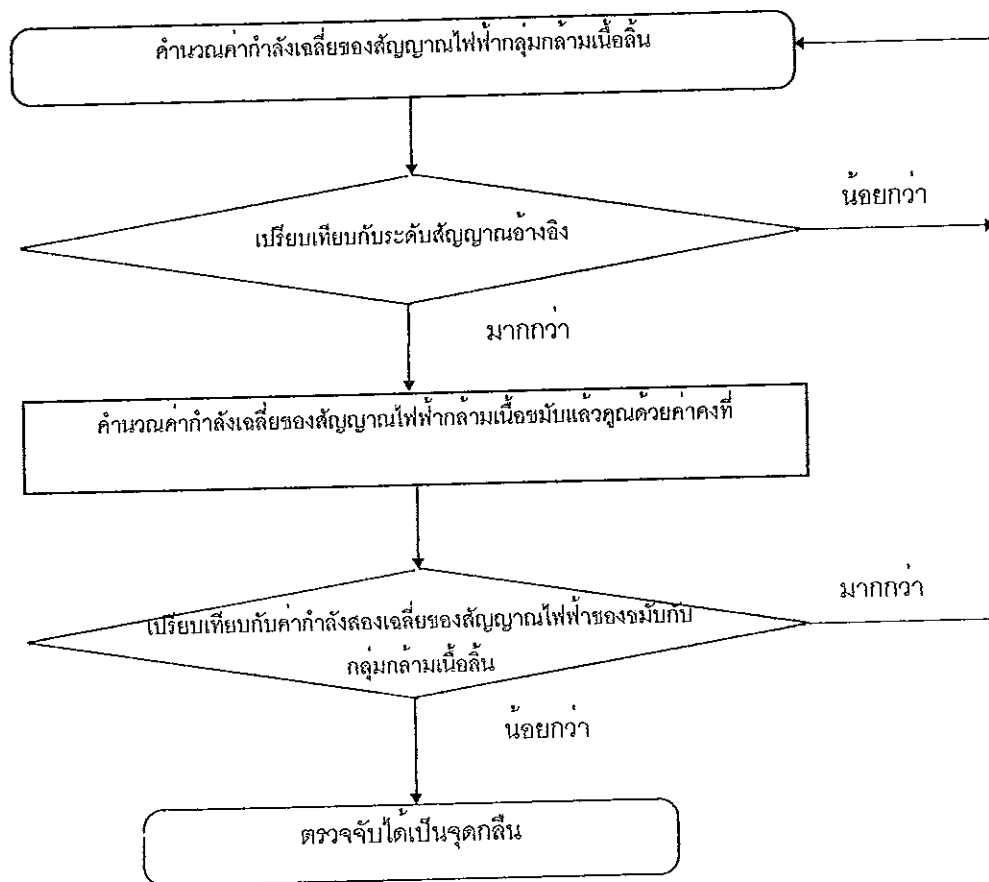 คำนวณค่ากำลังเฉลี่ยของสัญญาณไฟฟ้ากลุ่มกล้ามเนื้อลิ้น
น้อยกว่า
เปรียบเทียบกับระดับสัญญาณอ้างอิง
มากกว่า
คำนวณค่ากำลังเฉลี่ยของสัญญาณไฟฟ้ากล้ามเนื้อขมับแล้วคูณด้วยค่าคงที่
มากกว่า
เปรียบเทียบกับค่ากำลังสองเฉลี่ยของสัญญาณไฟฟ้าของขมับกับ
กลุ่มกล้ามเนื้อลิ้น
น้อยกว่า
ตรวจจับได้เป็นจุดกลืน